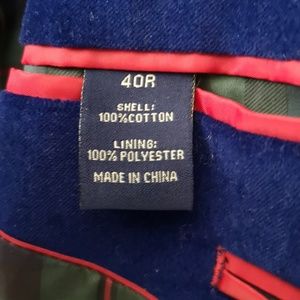 40R
SHELL:
100%COTTON
LINING:
100% POLYESTER
MADE IN CHINA